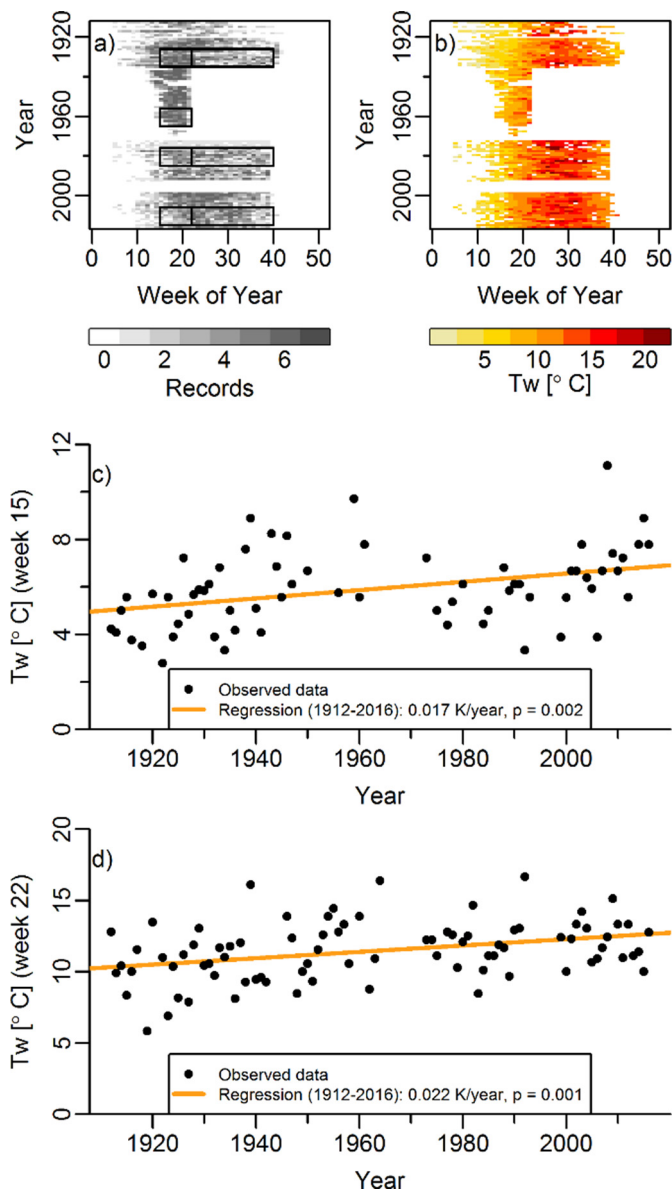 a)
b)
Year
1920
1960
2000
1920
1960
2000
0 10 20 30 40 50
0 10 20 30 40 50
Week of Year
Week of Year
0 2 4 6
5 10 15 20
Records
Tw [° C]
c)
Tw [° C] (week 15)
12
8
6
4
0
Observed data
Regression (1912-2016): 0.017 K/year, p = 0.002
1920 1940 1960 1980 2000
Year
d)
Tw [° C] (week 22)
20
15
10
5
0
Observed data
Regression (1912-2016): 0.022 K/year, p = 0.001
1920 1940 1960 1980 2000
Year